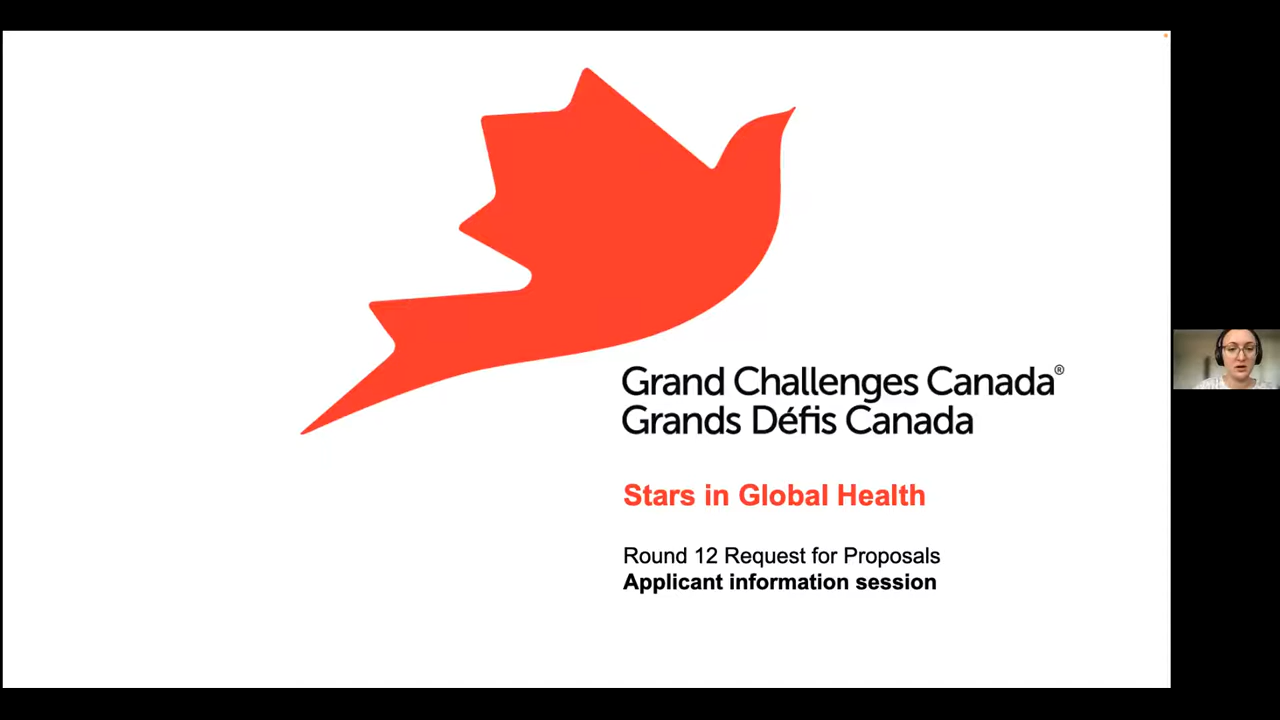 Grand Challenges Canada®
Grands Défis Canada
Stars in Global Health
Round 12 Request for Proposals
Applicant information session